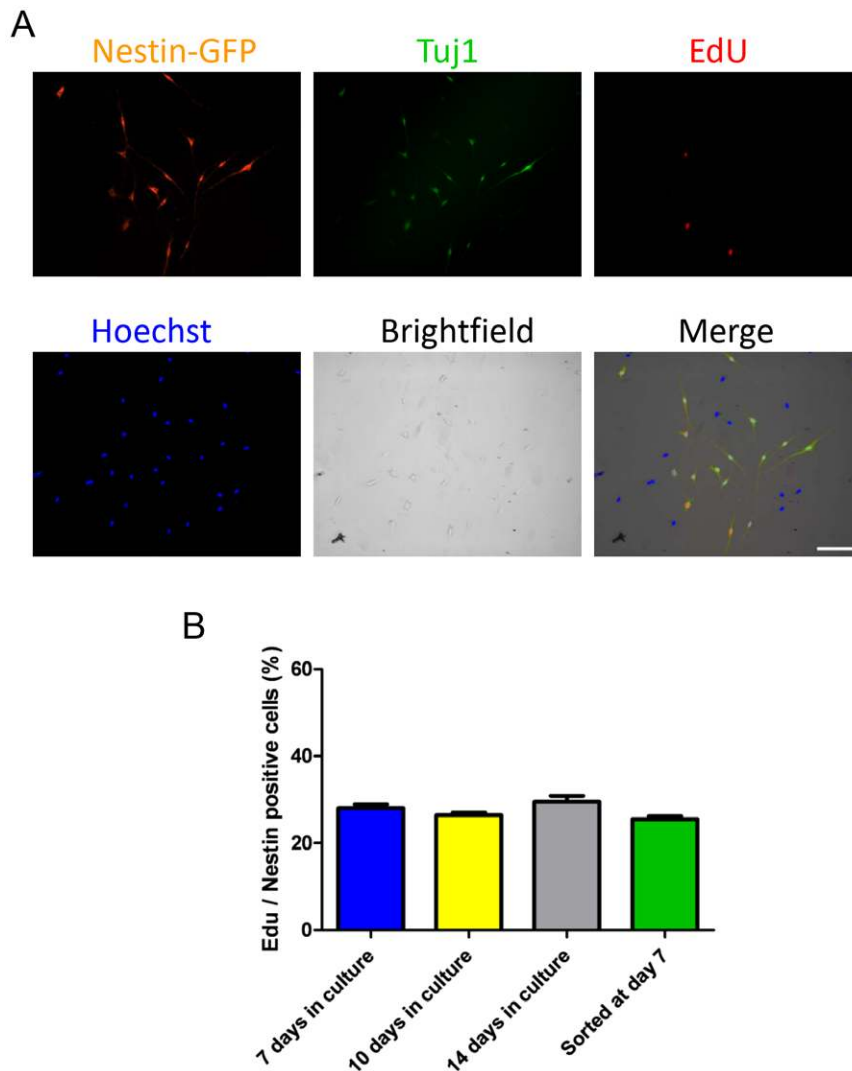 A
Nestin-GFP
Tuj1
EdU
Hoechst
Brightfield
Merge
B
Edu / Nestin positive cells (%)
60
40
20
0
7 days in culture
10 days in culture
14 days in culture
Sorted at day 7